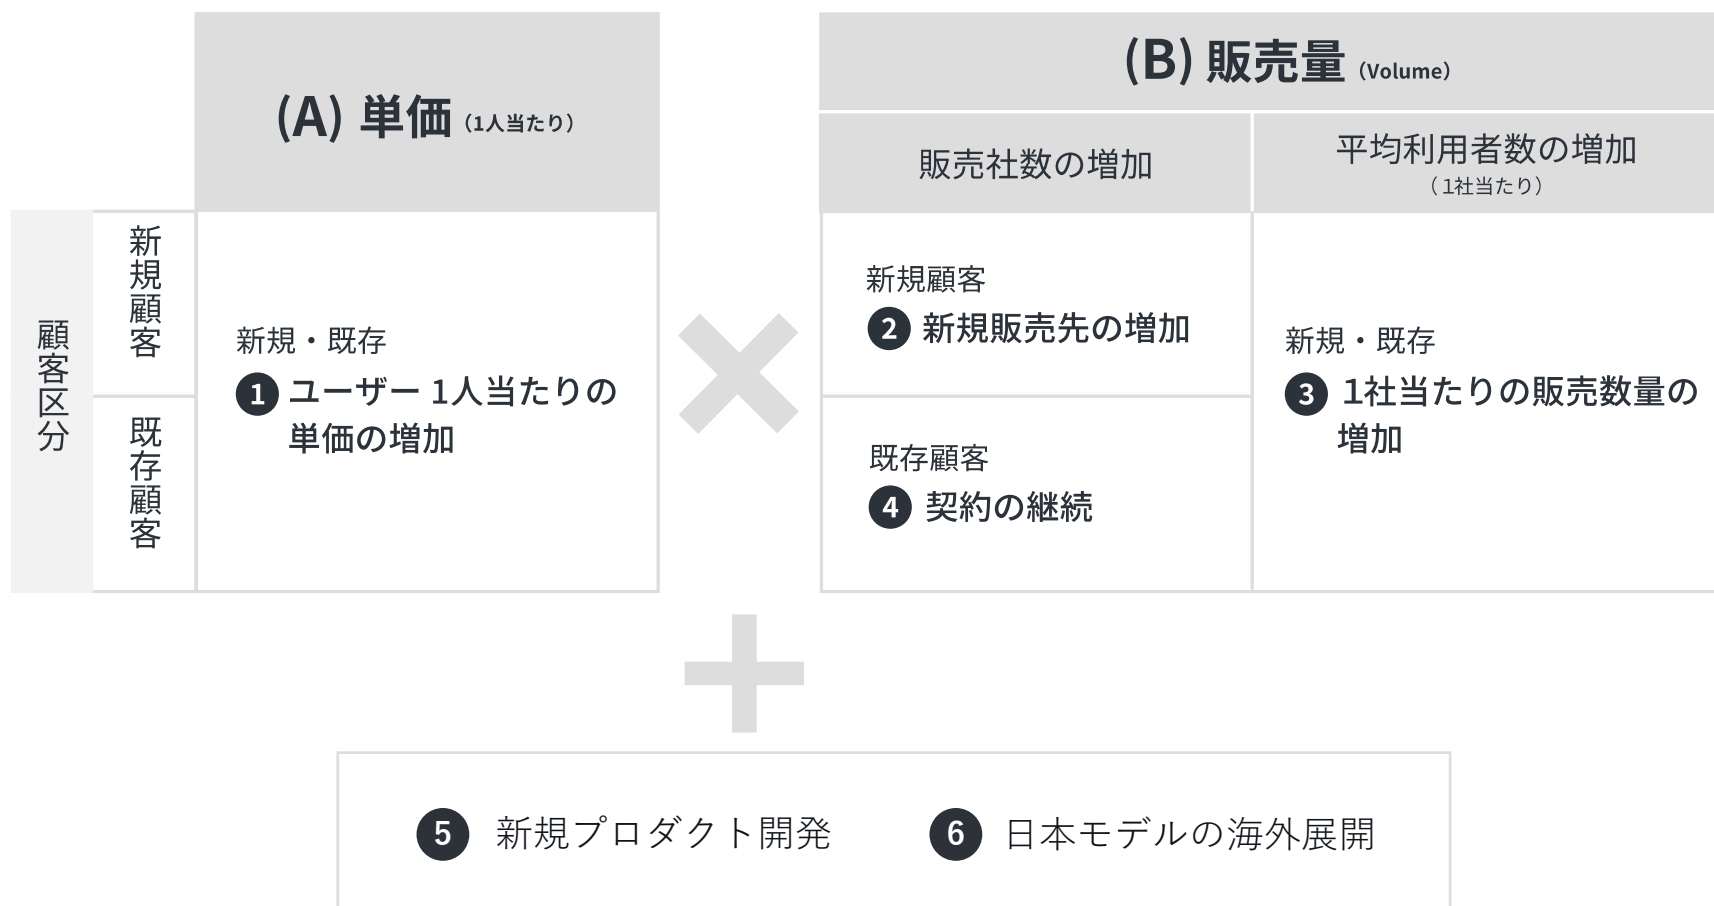 (A) 単価（1人当たり）
(B) 販売量（Volume）
販売社数の増加
平均利用者数の増加
（1社当たり）
顧客区分
新規顧客
既存顧客
新規・既存
1 ユーザー 1人当たりの
単価の増加
新規顧客
2 新規販売先の増加
既存顧客
4 契約の継続
新規・既存
3 1社当たりの販売数量の
増加
5 新規プロダクト開発
6 日本モデルの海外展開